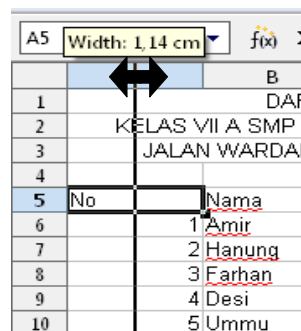 A5 Width: 1,14 cm f(x) Σ
B
1 DAF
2 KELAS VII A SMP
3 JALAN WARDA
4
5 No Nama
6 1 Amir
7 2 Hanung
8 3 Farhan
9 4 Desi
10 5 Ummu